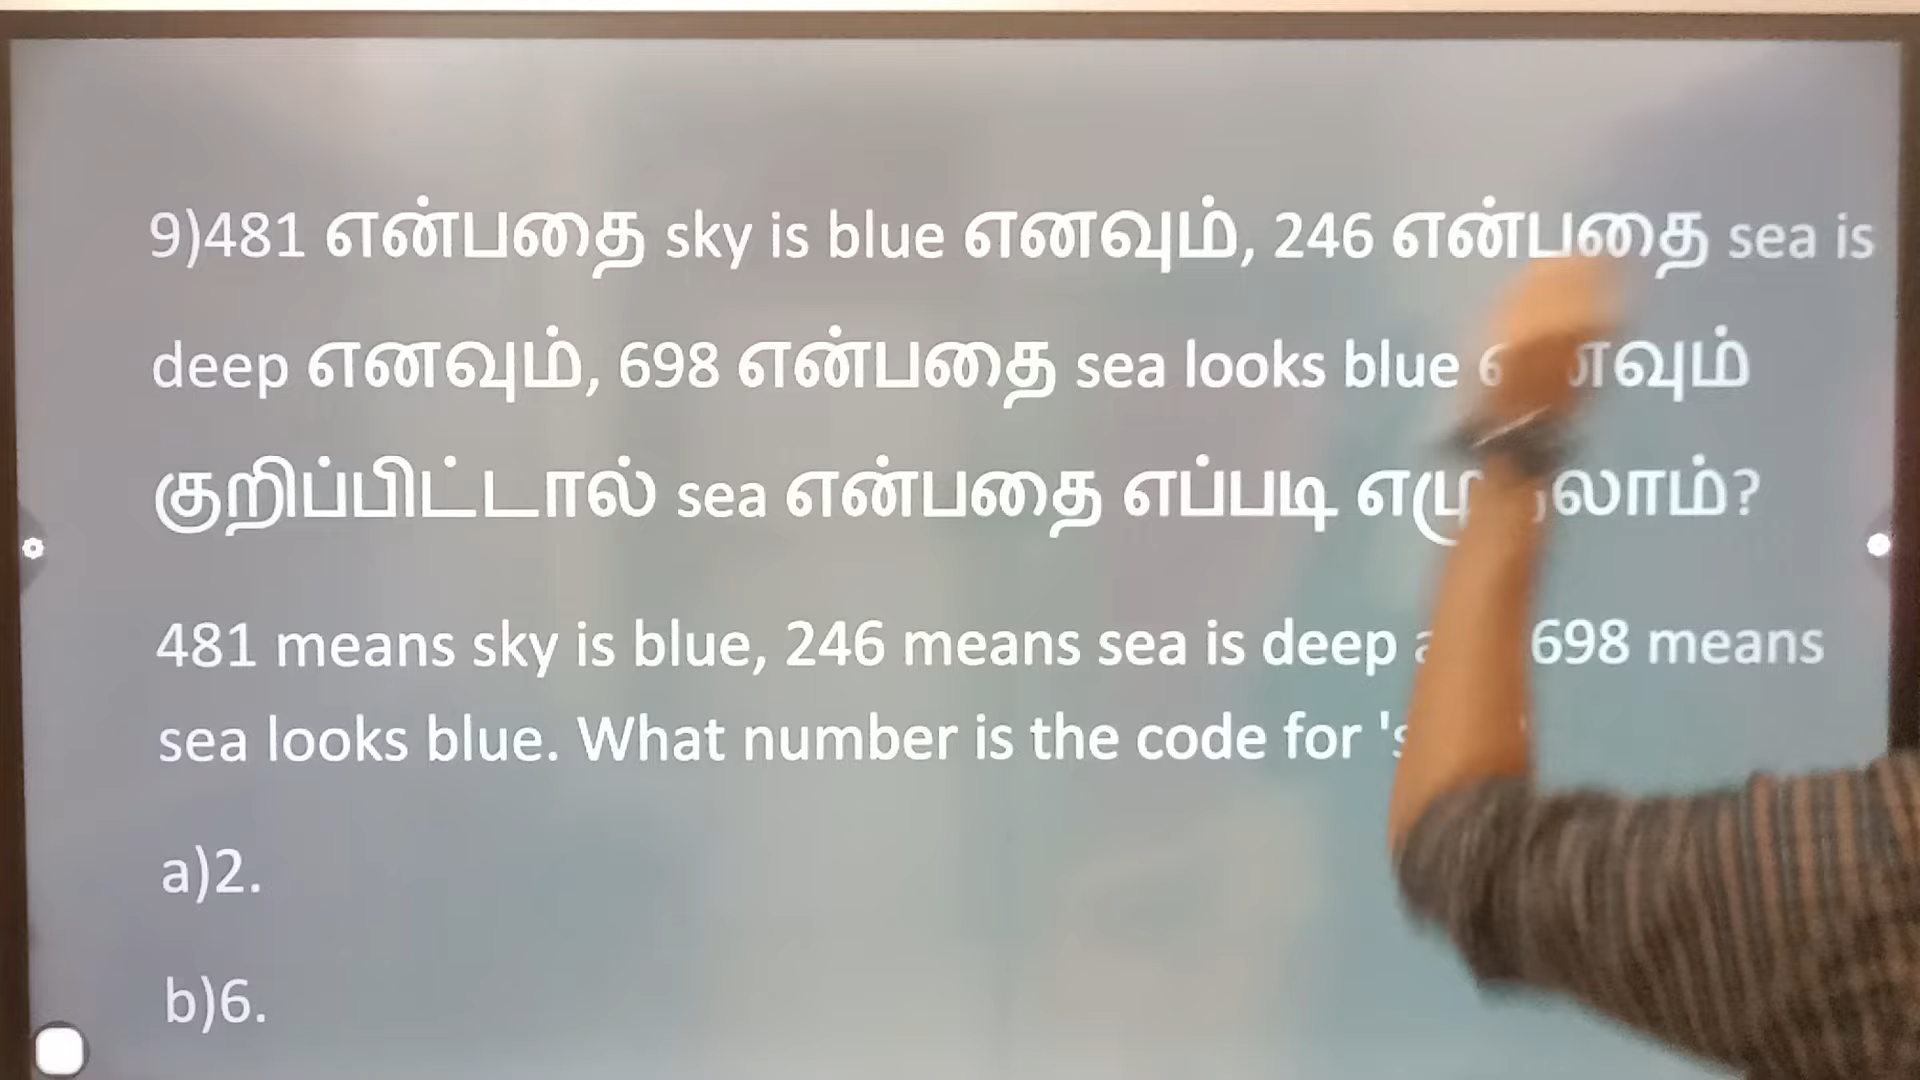 9)481 என்பதை sky is blue எனவும், 246 என்பதை sea is
deep எனவும், 698 என்பதை sea looks blue
குறிப்பிட்டால் sea என்பதை எப்படி
481 means sky is blue, 246 means sea is deep 698 means
sea looks blue. What number is the code for
a)2.
b)6.